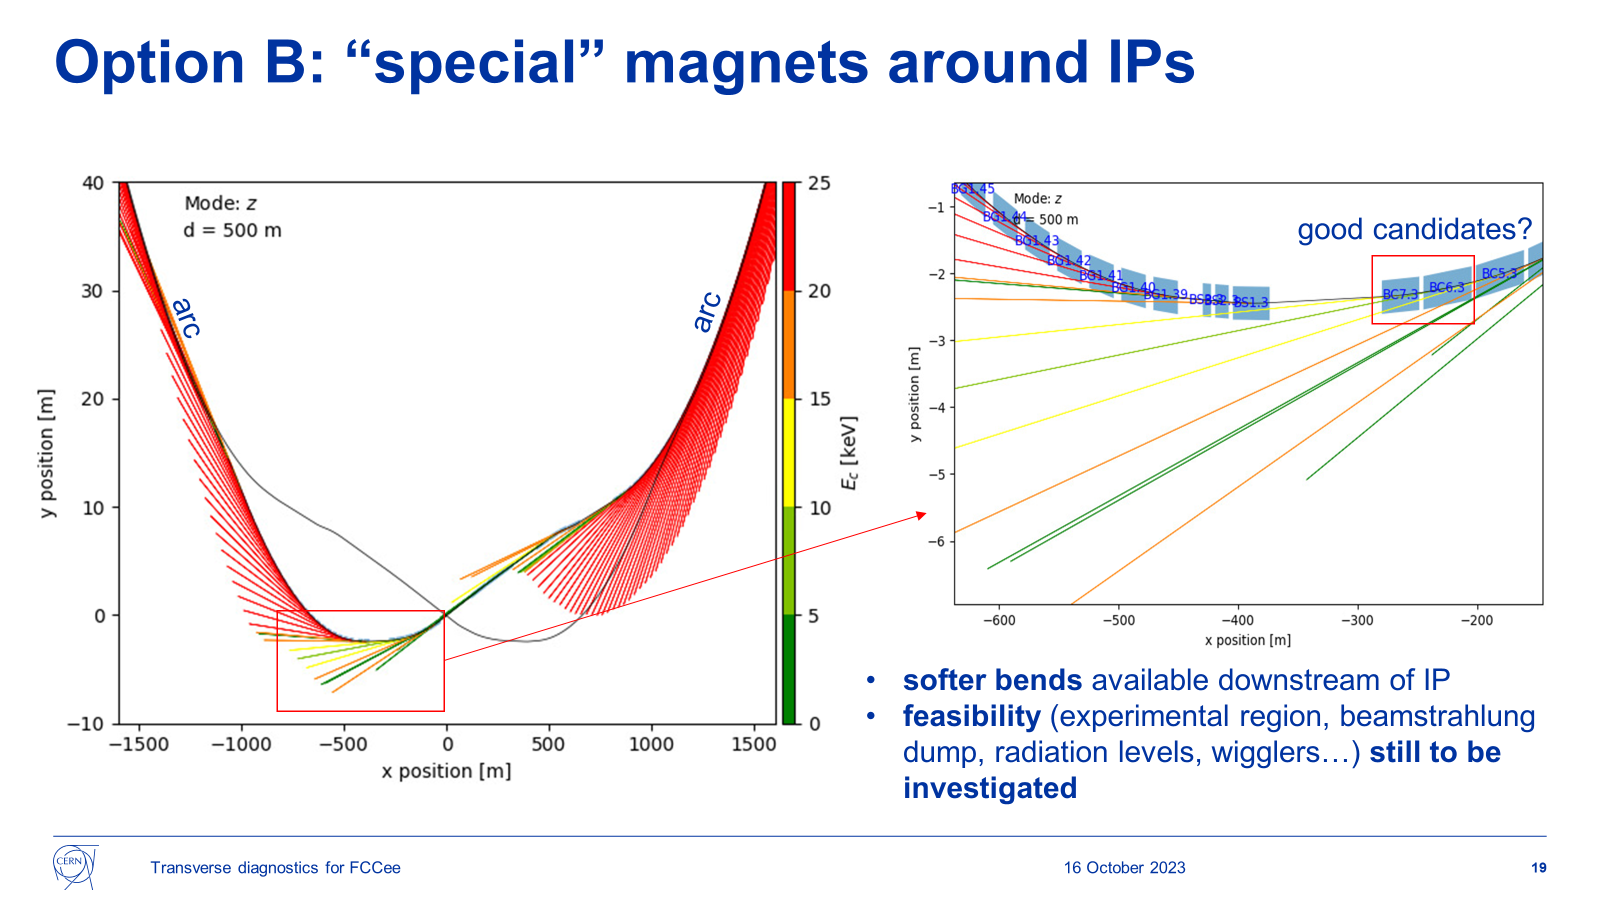 Option B: “special” magnets around IPs
40
30
20
10
0
−10
y position [m]
Mode: z
d = 500 m
arc
arc
−1500
−1000
−500
0
500
1000
1500
x position [m]
25
20
15
10
5
0
E_c [keV]
−1
−2
−3
−4
−5
−6
y position [m]
BG1.45
Mode: z
BG1.44
d = 500 m
BG1.43
BG1.42
BG1.41
BG1.40
BG1.39
BS1.3
good candidates?
BC7.3
BC6.3
BC5.3
−600
−500
−400
−300
−200
x position [m]
• softer bends available downstream of IP
• feasibility (experimental region, beamstrahlung
dump, radiation levels, wigglers…) still to be
investigated
CERN
Transverse diagnostics for FCCee
16 October 2023
19